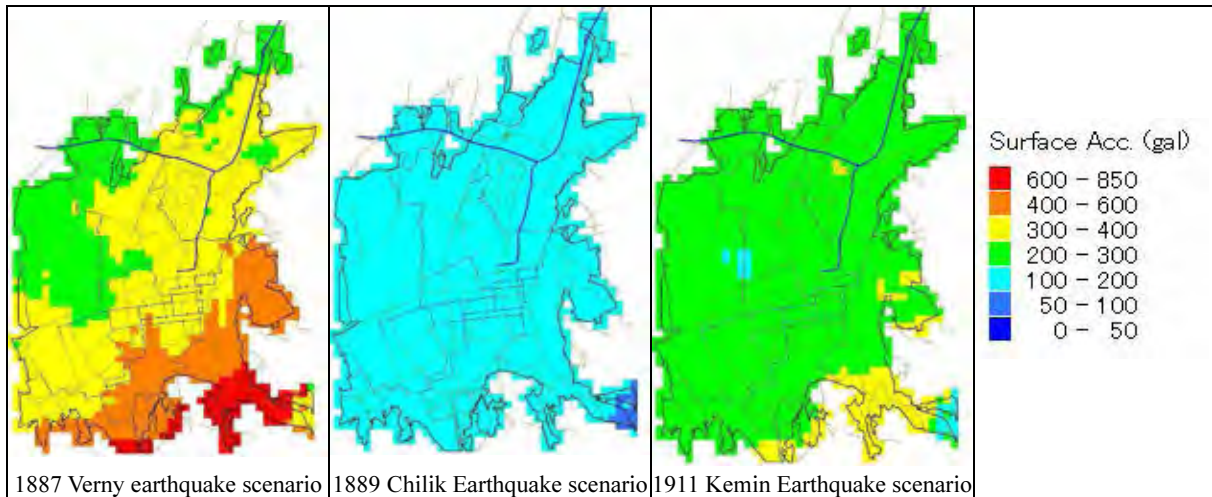 Surface Acc. (gal)
600 - 850
400 - 600
300 - 400
200 - 300
100 - 200
50 - 100
0 - 50
1887 Verny earthquake scenario
1889 Chilik Earthquake scenario
1911 Kemin Earthquake scenario